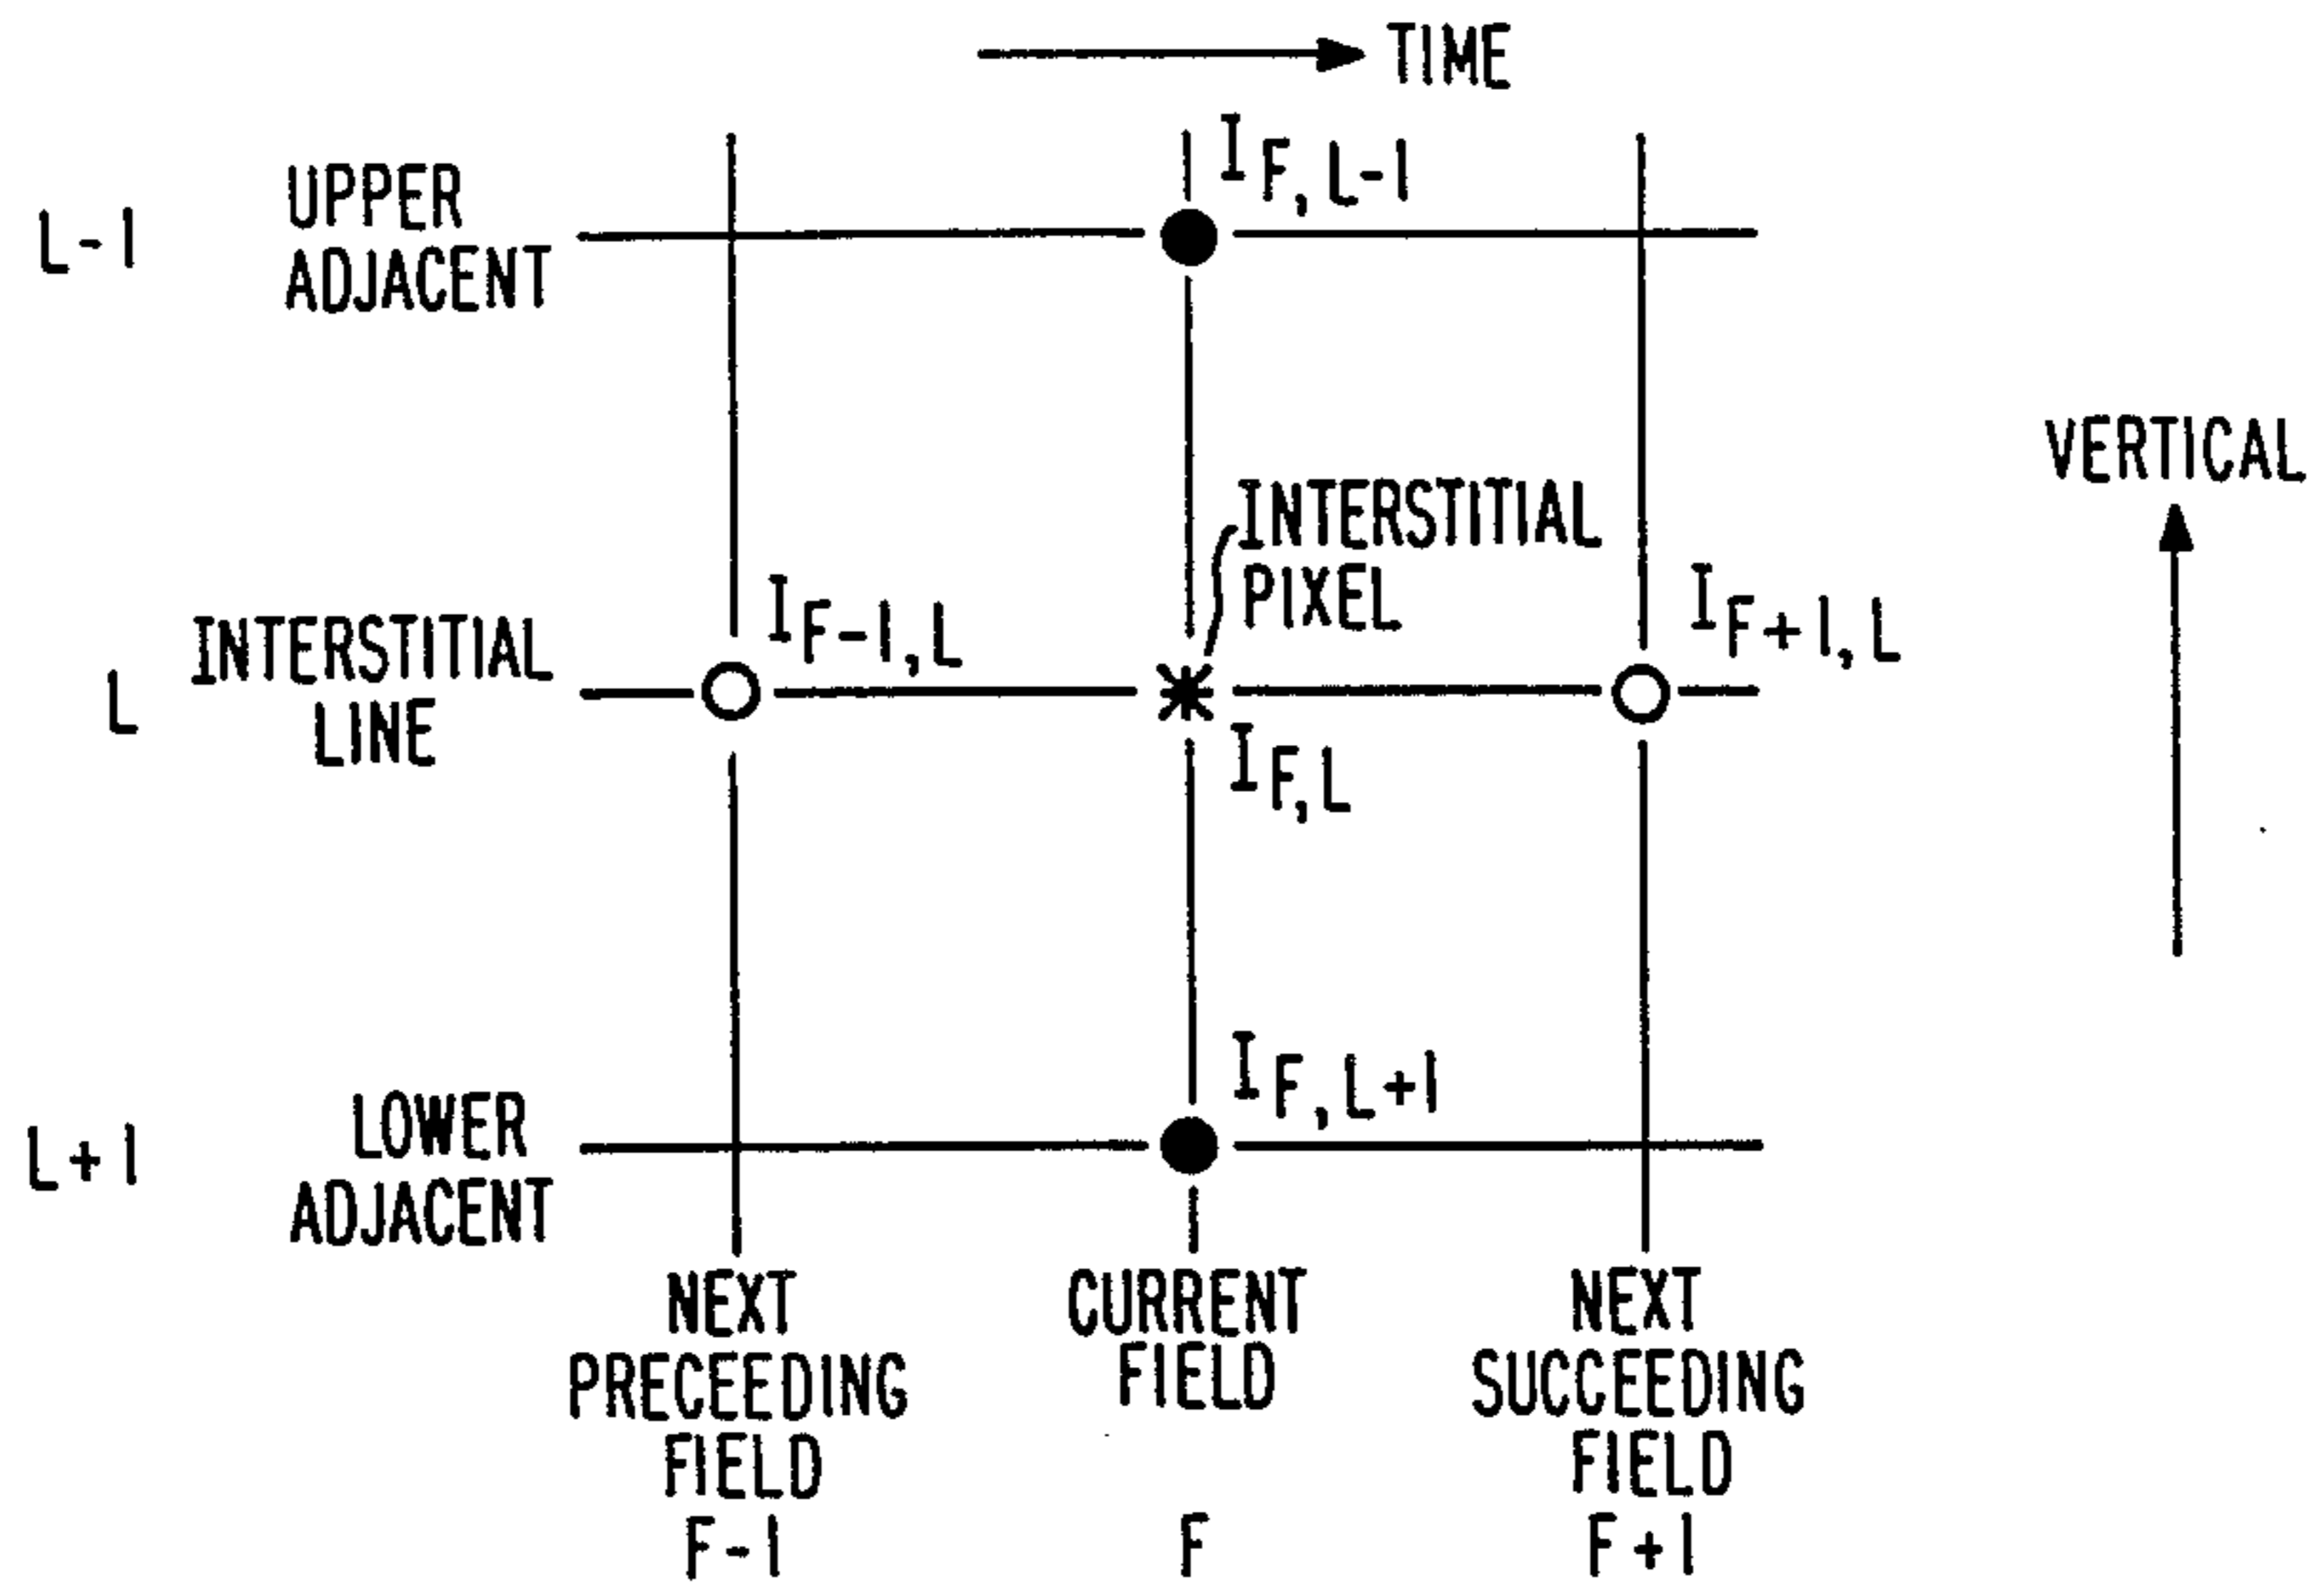 TIME
I F, L-1
L-1
UPPER
ADJACENT
VERTICAL
INTERSTITIAL
PIXEL
I F-1, L
I F+1, L
L
INTERSTITIAL
LINE
I F, L
I F, L+1
L+1
LOWER
ADJACENT
NEXT
PRECEEDING
FIELD
F-1
CURRENT
FIELD
F
NEXT
SUCCEEDING
FIELD
F+1